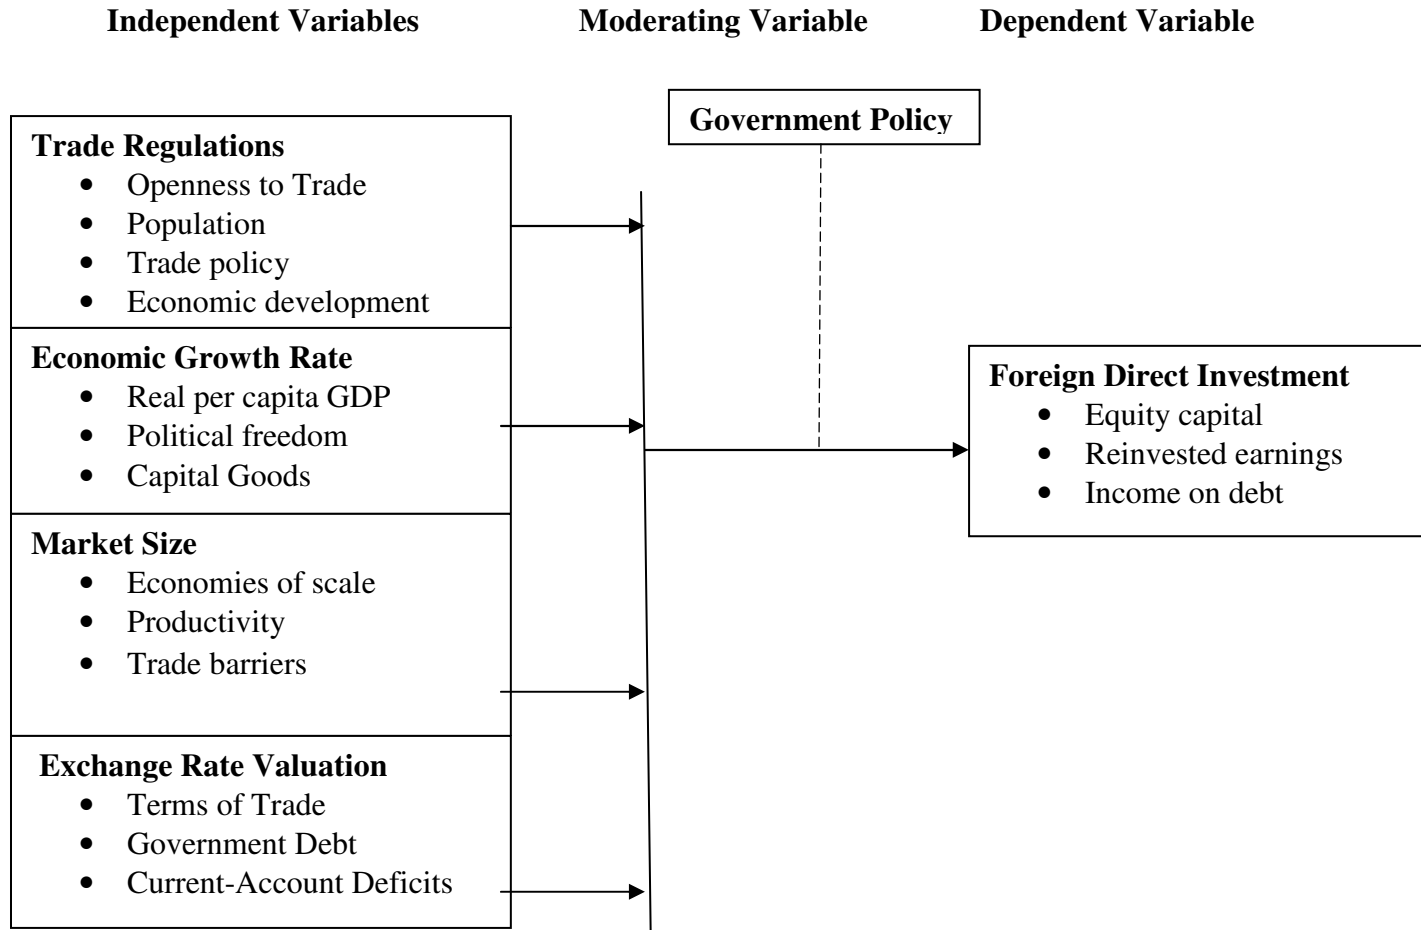 Independent Variables Moderating Variable Dependent Variable
Government Policy
Trade Regulations
• Openness to Trade
• Population
• Trade policy
• Economic development
Economic Growth Rate
• Real per capita GDP
• Political freedom
• Capital Goods
Market Size
• Economies of scale
• Productivity
• Trade barriers
Exchange Rate Valuation
• Terms of Trade
• Government Debt
• Current-Account Deficits
Foreign Direct Investment
• Equity capital
• Reinvested earnings
• Income on debt